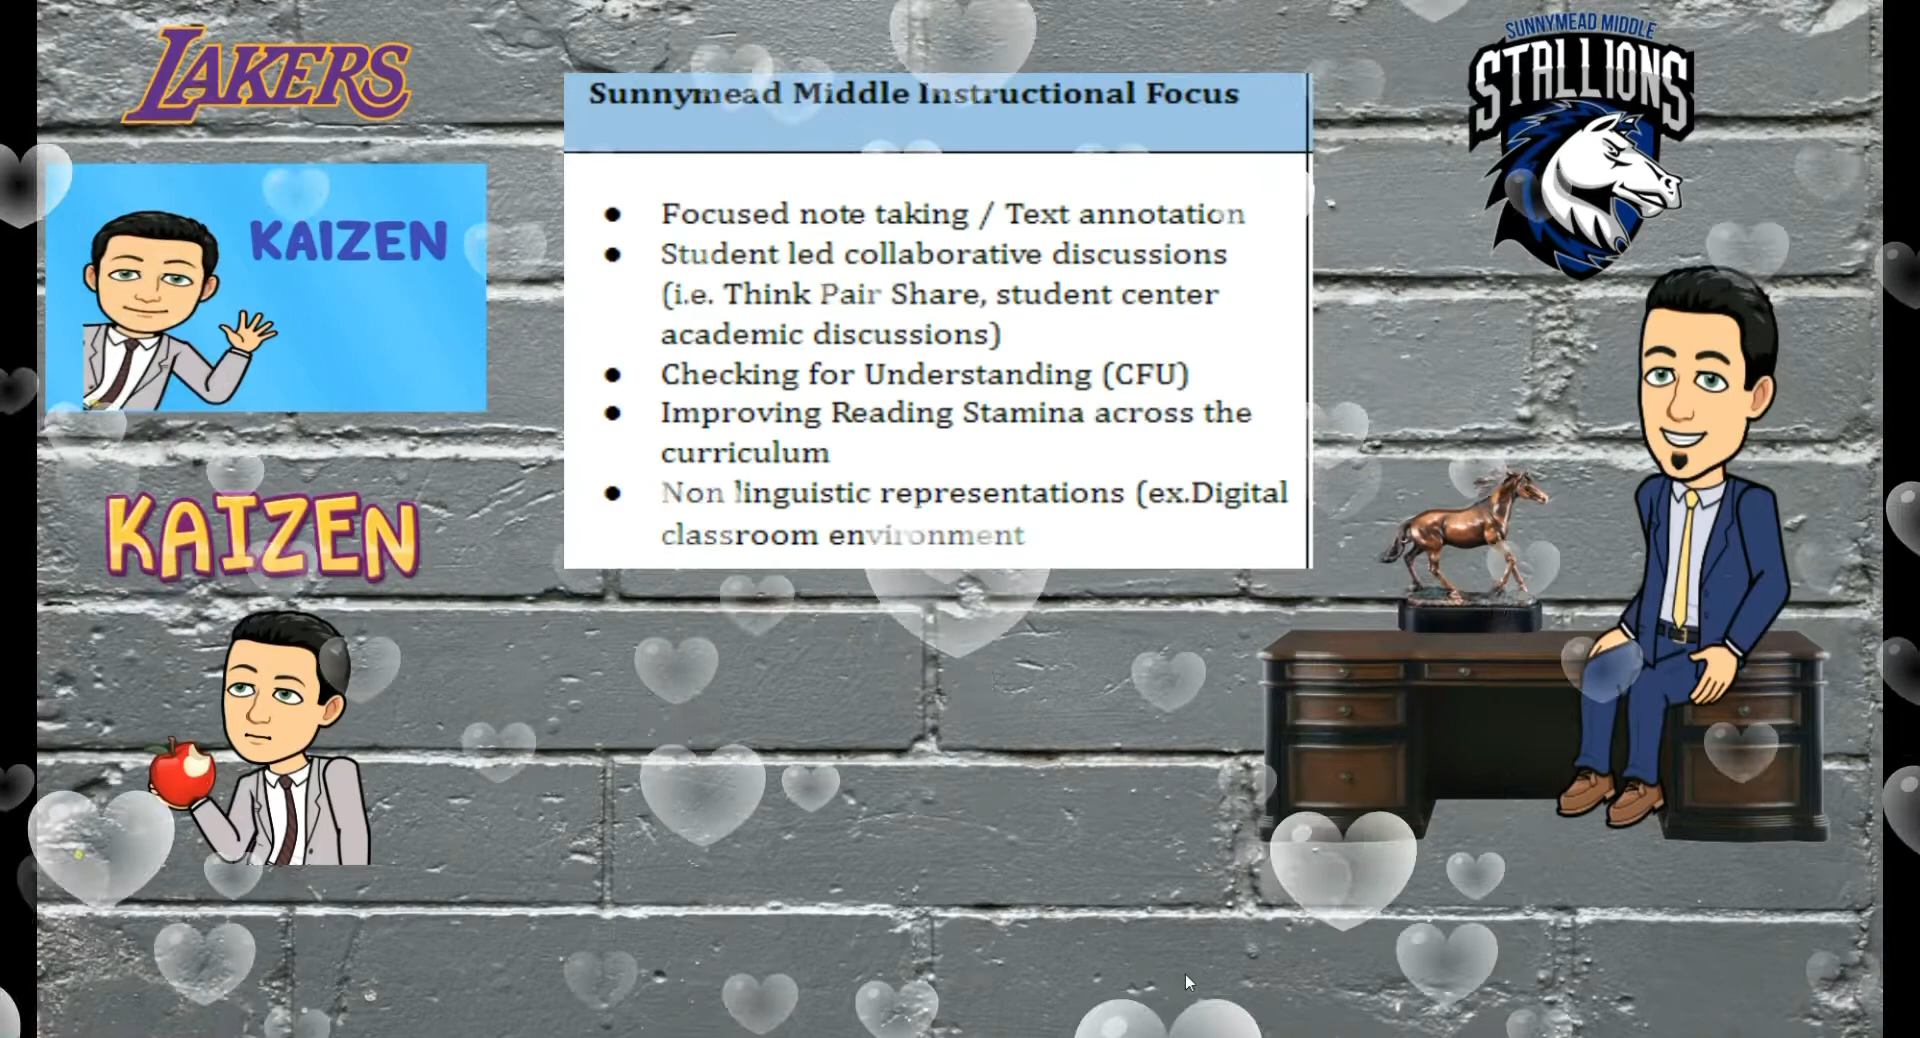 LAKERS
SUNNYMEAD MIDDLE
STALLIONS
Sunnymead Middle Instructional Focus
KAIZEN
● Focused note taking / Text annotation
● Student led collaborative discussions
(i.e. Think Pair Share, student center
academic discussions)
● Checking for Understanding (CFU)
● Improving Reading Stamina across the
curriculum
● Non linguistic representations (ex.Digital
classroom environment
KAIZEN